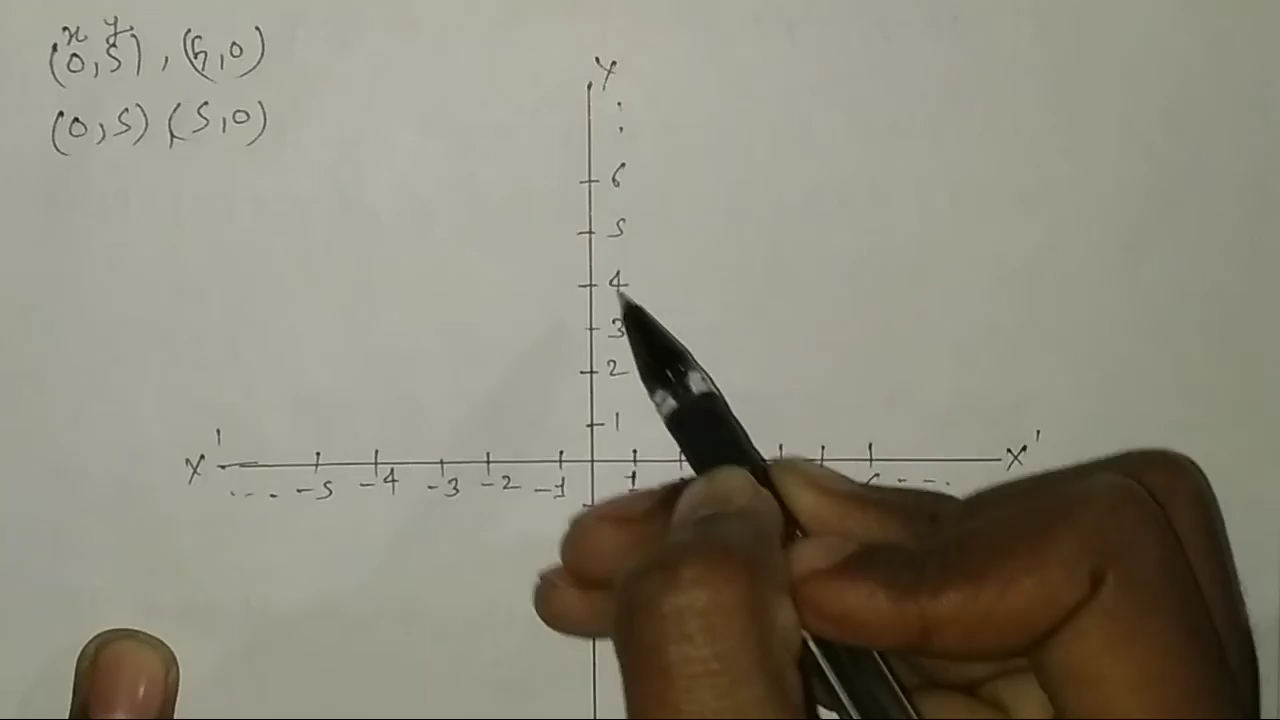 x y
(0,5), (5,0)
(0,5) (5,0)
Y
:
6
5
4
3
2
1
X' X'
... -5 -4 -3 -2 -1 1 6 ----